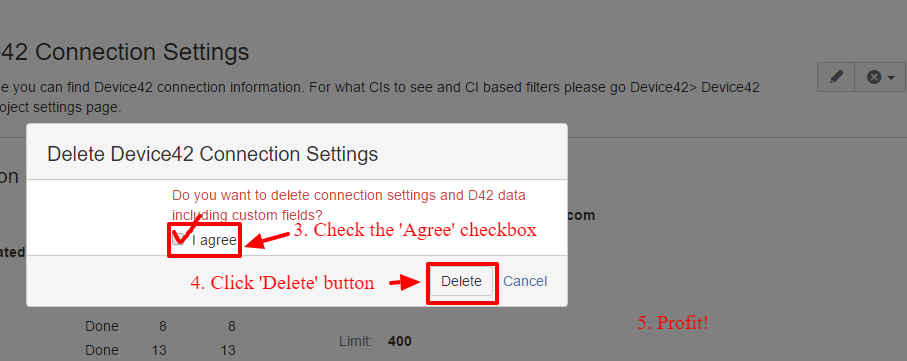 42 Connection Settings
e you can find Device42 connection information. For what CIs to see and CI based filters please go Device42> Device42
oject settings page.
Delete Device42 Connection Settings
on
Do you want to delete connection settings and D42 data
including custom fields?
com
I agree
3. Check the 'Agree' checkbox
ated
4. Click 'Delete' button
Delete
Cancel
5. Profit!
Done 8 8
Limit: 400
Done 13 13